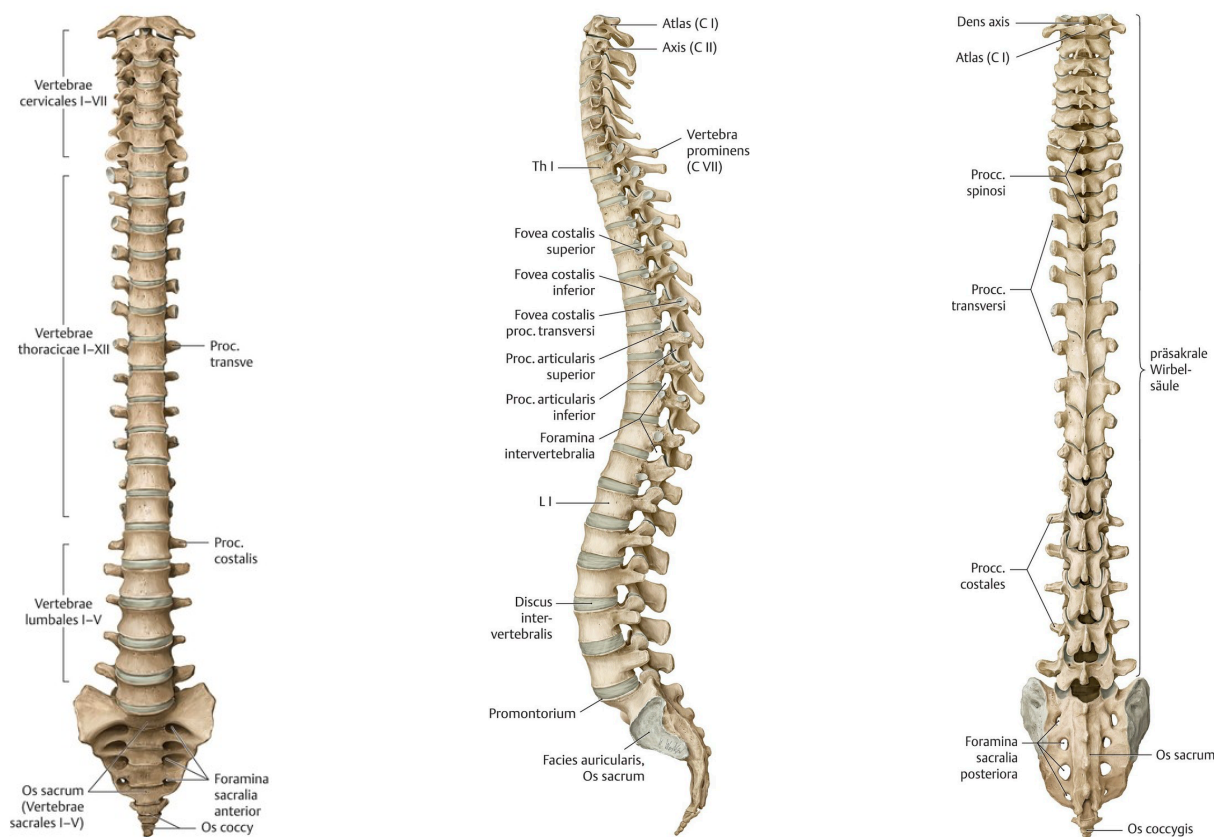 Vertebrae
cervicales I–VII
Vertebrae
thoracicae I–XII
Proc.
transve
Proc.
costalis
Vertebrae
lumbales I–V
Os sacrum
(Vertebrae
sacrales I–V)
Foramina
sacralia
anterior
Os coccy
Atlas (C I)
Axis (C II)
Vertebra
prominens
(C VII)
Th I
Fovea costalis
superior
Fovea costalis
inferior
Fovea costalis
proc. transversi
Proc. articularis
superior
Proc. articularis
inferior
Foramina
intervertebralia
L I
Discus
inter-
vertebralis
Promontorium
Facies auricularis,
Os sacrum
Dens axis
Atlas (C I)
Procc.
spinosi
Procc.
transversi
präsakrale
Wirbel-
säule
Procc.
costales
Foramina
sacralia
posteriora
Os sacrum
Os coccygis